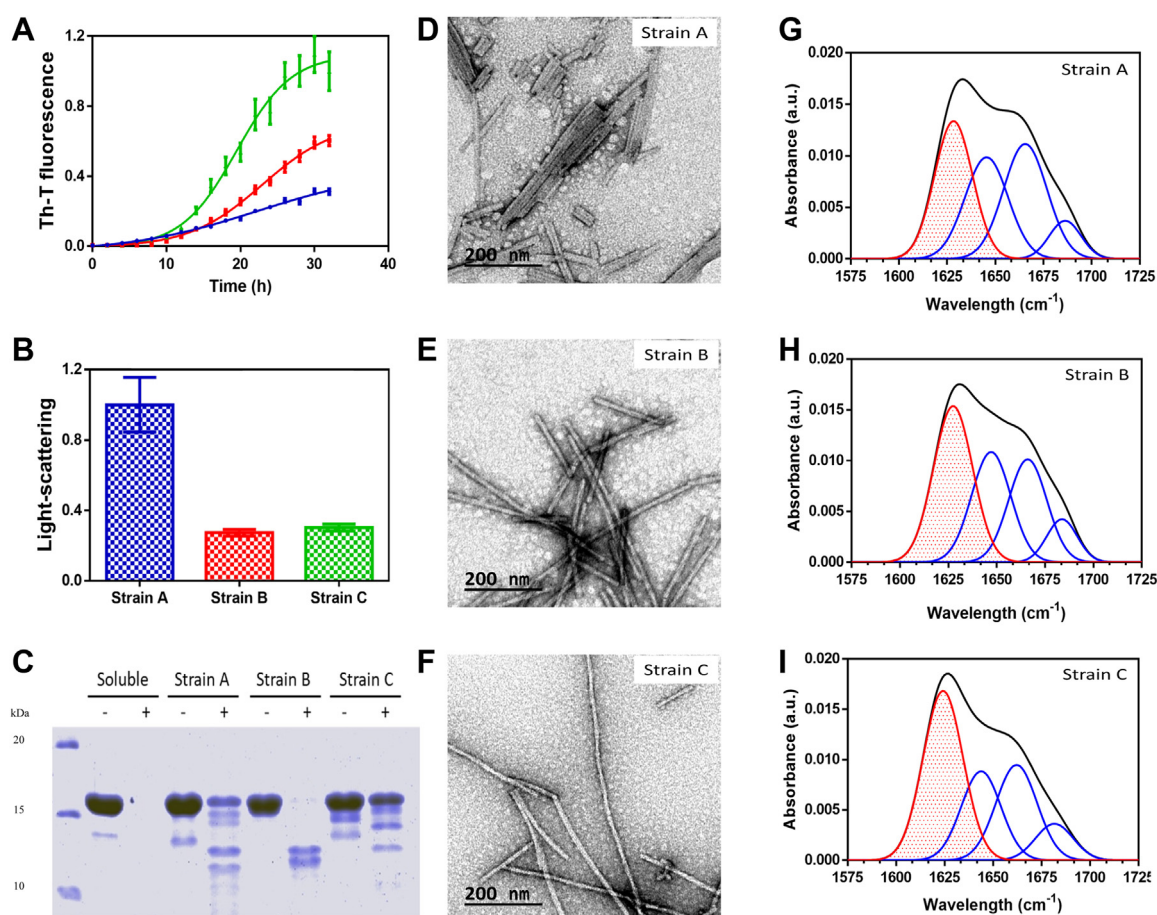 A
Th-T fluorescence
1.2
0.8
0.4
0.0
0 10 20 30 40
Time (h)
B
Light-scattering
1.2
0.8
0.4
0.0
Strain A Strain B Strain C
C
Soluble Strain A Strain B Strain C
- + - + - + - +
kDa
20
15
10
D
Strain A
200 nm
E
Strain B
200 nm
F
Strain C
200 nm
G
Strain A
Absorbance (a.u.)
0.020
0.015
0.010
0.005
0.000
1575 1600 1625 1650 1675 1700 1725
Wavelength (cm⁻¹)
H
Strain B
Absorbance (a.u.)
0.020
0.015
0.010
0.005
0.000
1575 1600 1625 1650 1675 1700 1725
Wavelength (cm⁻¹)
I
Strain C
Absorbance (a.u.)
0.020
0.015
0.010
0.005
0.000
1575 1600 1625 1650 1675 1700 1725
Wavelength (cm⁻¹)